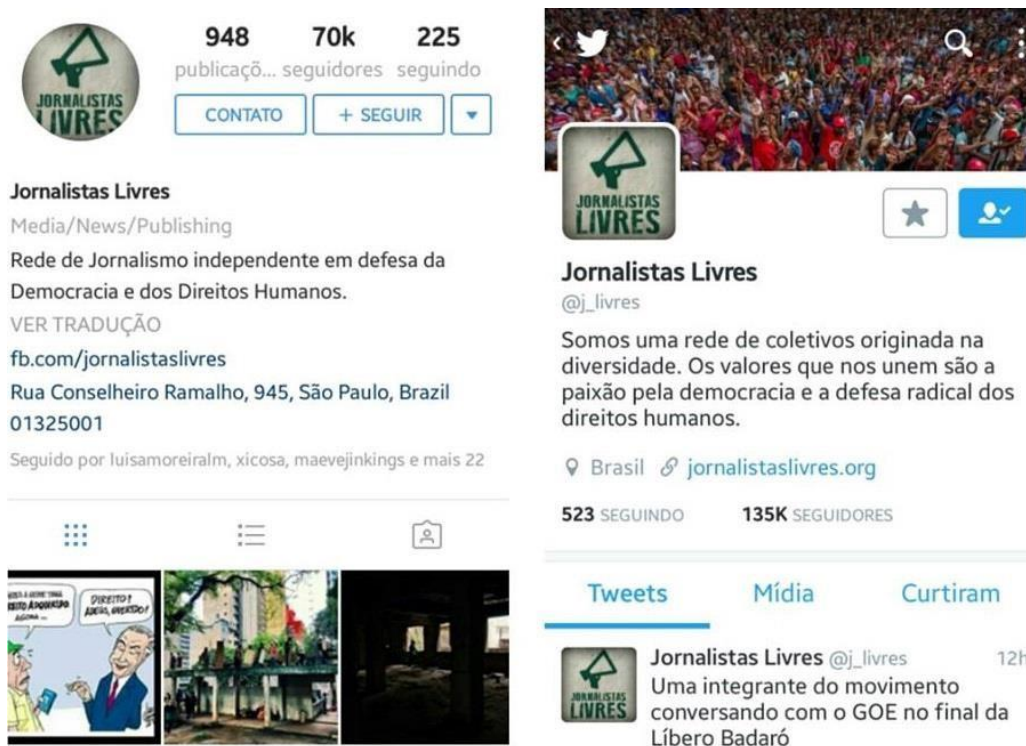 JORNALISTAS
LIVRES
948 70k 225
publicaçõ... seguidores seguindo
CONTATO + SEGUIR
Jornalistas Livres
Media/News/Publishing
Rede de Jornalismo independente em defesa da
Democracia e dos Direitos Humanos.
VER TRADUÇÃO
fb.com/jornalistaslivres
Rua Conselheiro Ramalho, 945, São Paulo, Brazil
01325001
Seguido por luisamoreiralm, xicosa, maevejinkings e mais 22
A GENTE
ADQUIRIDO
AGORA...
DIREITO?
ADEUS, QUERIDO!
JORNALISTAS
LIVRES
Jornalistas Livres
@j_livres
Somos uma rede de coletivos originada na
diversidade. Os valores que nos unem são a
paixão pela democracia e a defesa radical dos
direitos humanos.
Brasil jornalistaslivres.org
523 SEGUINDO 135K SEGUIDORES
Tweets Mídia Curtiram
JORNALISTAS
LIVRES
Jornalistas Livres @j_livres 12h
Uma integrante do movimento
conversando com o GOE no final da
Líbero Badaró